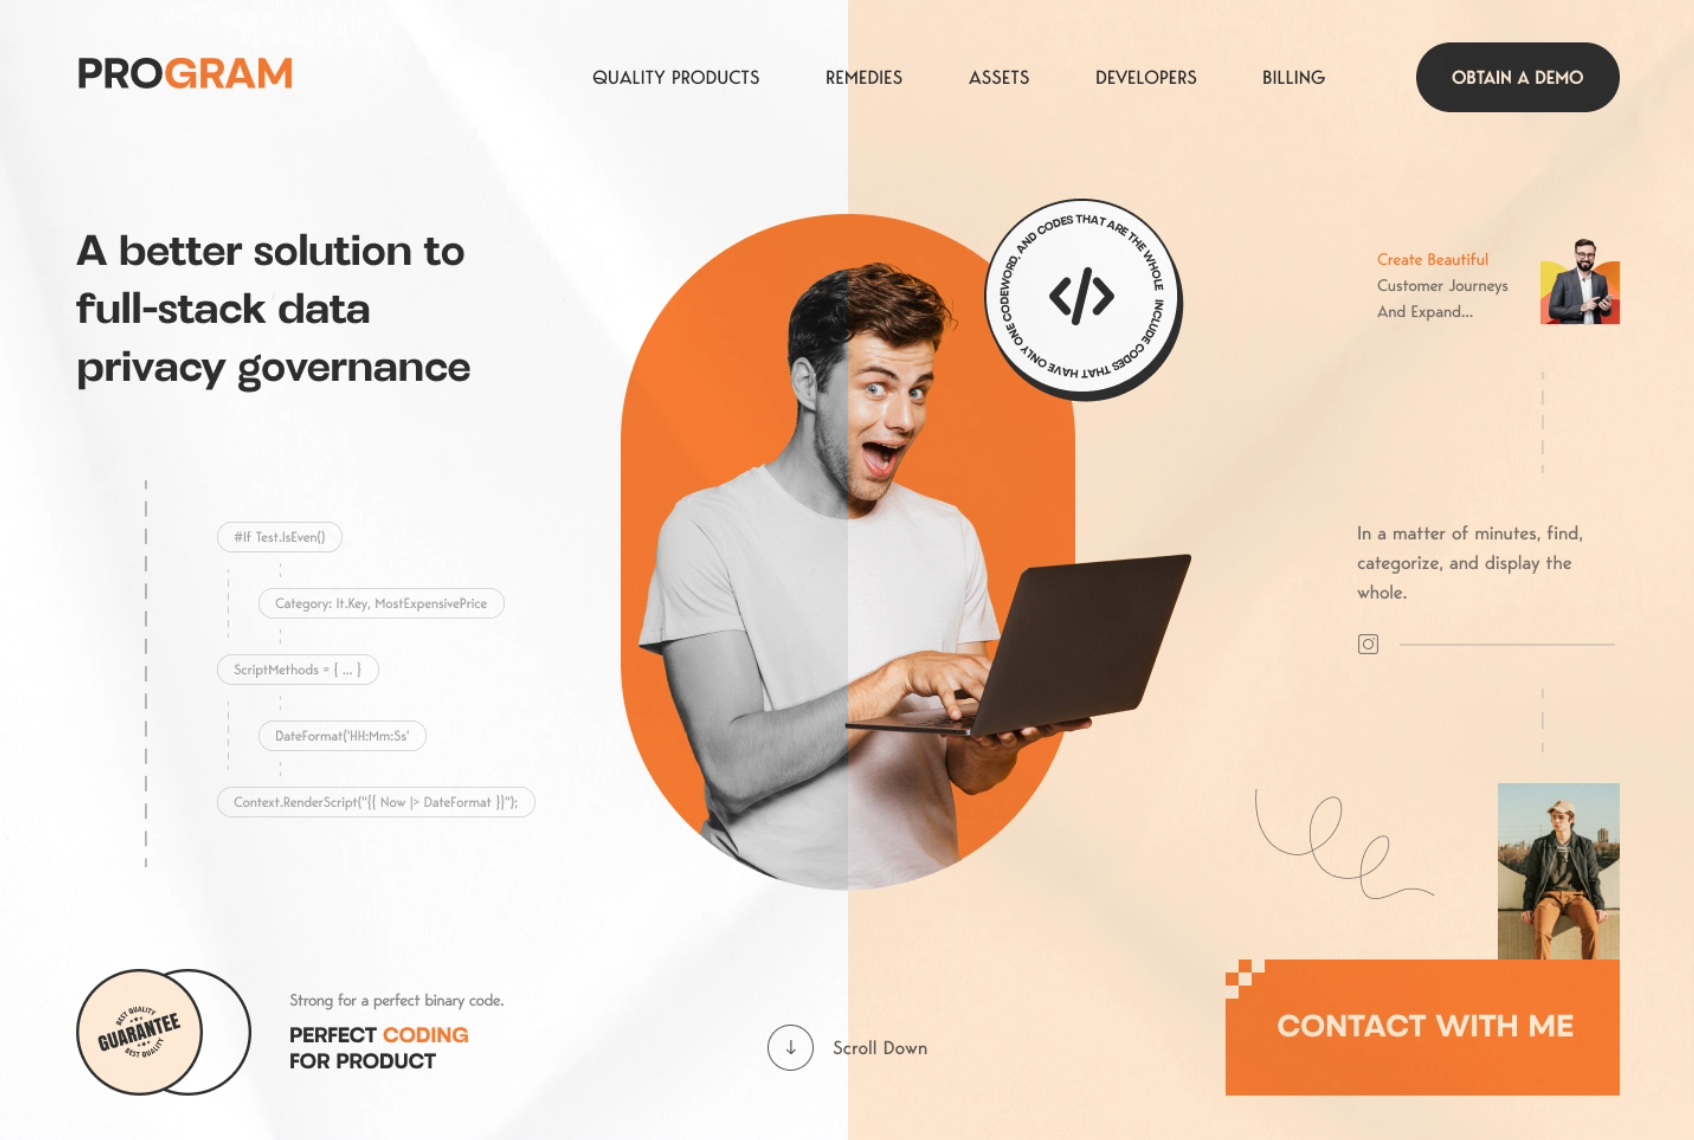 PROGRAM
QUALITY PRODUCTS
REMEDIES
ASSETS
DEVELOPERS
BILLING
OBTAIN A DEMO
A better solution to
full-stack data
privacy governance
INCLUDE CODES THAT HAVE ONLY ONE CODEWORD, AND CODES THAT ARE THE WHOLE
</>
Create Beautiful
Customer Journeys
And Expand...
#If Test.IsEven()
Category: It.Key, MostExpensivePrice
ScriptMethods = { ... }
DateFormat('HH:Mm:Ss'
Context.RenderScript("{{ Now |> DateFormat }}");
In a matter of minutes, find,
categorize, and display the
whole.
BEST QUALITY
GUARANTEE
BEST QUALITY
Strong for a perfect binary code.
PERFECT CODING
FOR PRODUCT
Scroll Down
CONTACT WITH ME